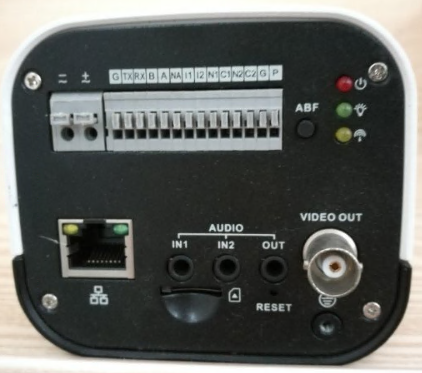 G TX RX B A NA I1 I2 N1 C1 N2 C2 G P
ABF
VIDEO OUT
AUDIO
IN1 IN2 OUT
RESET